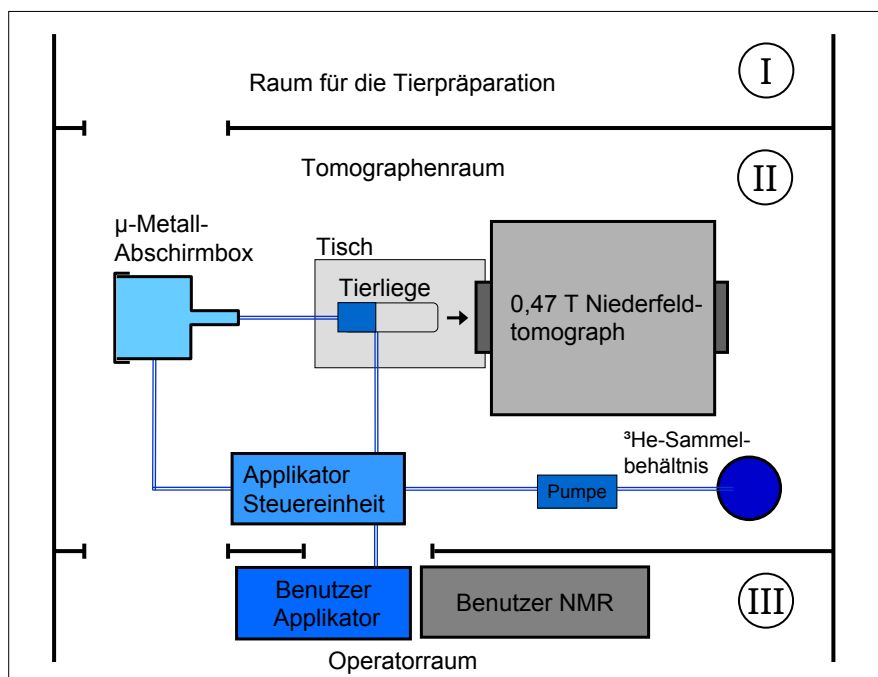 I
Raum für die Tierpräparation
Tomographenraum
II
µ-Metall-
Abschirmbox
Tisch
Tierliege
0,47 T Niederfeld-
tomograph
³He-Sammel-
behältnis
Applikator
Steuereinheit
Pumpe
Benutzer
Applikator
Benutzer NMR
III
Operatorraum